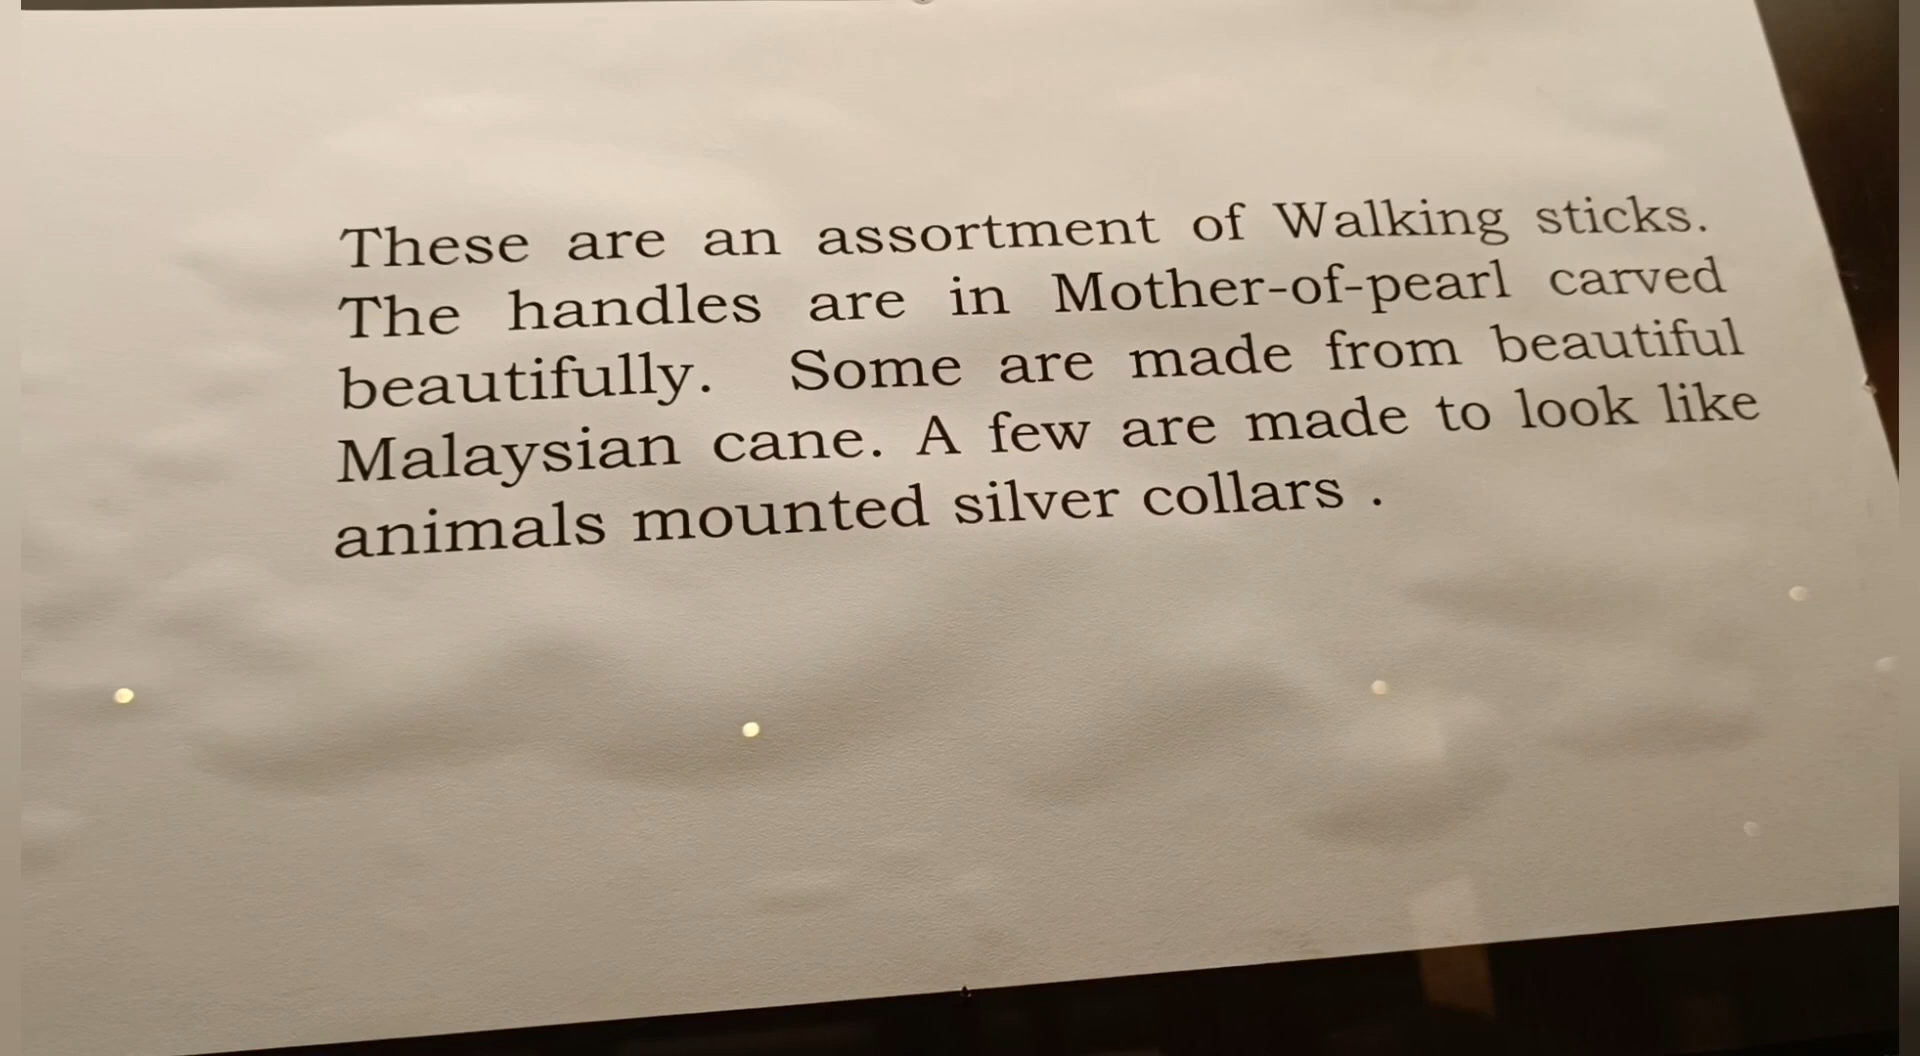 These are an assortment of Walking sticks.
The handles are in Mother-of-pearl carved
beautifully. Some are made from beautiful
Malaysian cane. A few are made to look like
animals mounted silver collars .